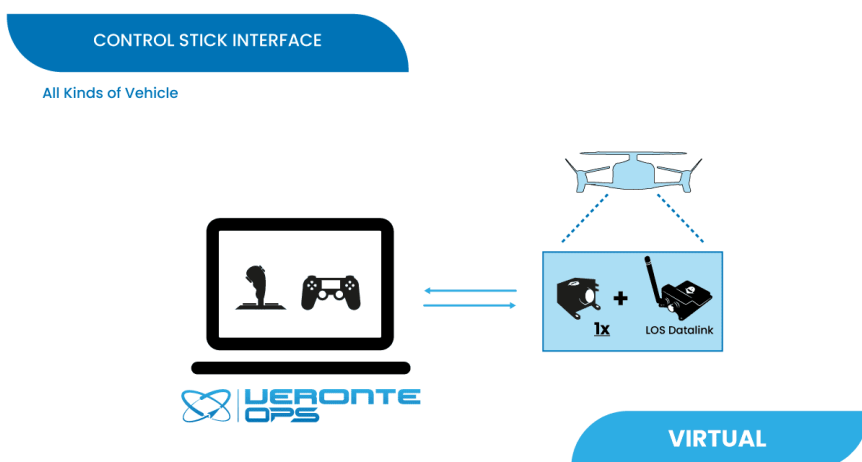 CONTROL STICK INTERFACE
All Kinds of Vehicle
1x
LOS Datalink
VERONTE
OPS
VIRTUAL